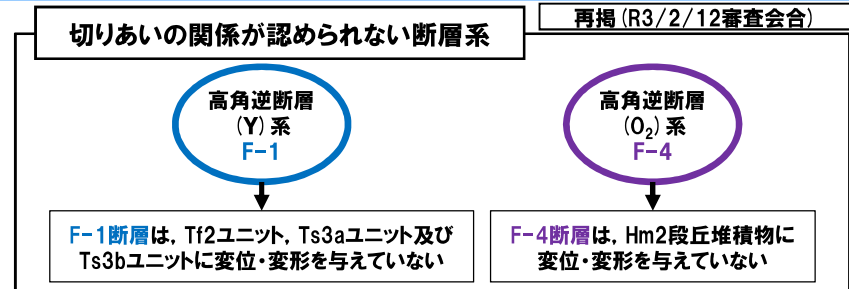 再掲(R3/2/12審査会合)
切りあいの関係が認められない断層系
高角逆断層
(Y)系
F-1
高角逆断層
(O₂)系
F-4
F-1断層は，Tf2ユニット，Ts3aユニット及び
Ts3bユニットに変位・変形を与えていない
F-4断層は，Hm2段丘堆積物に
変位・変形を与えていない